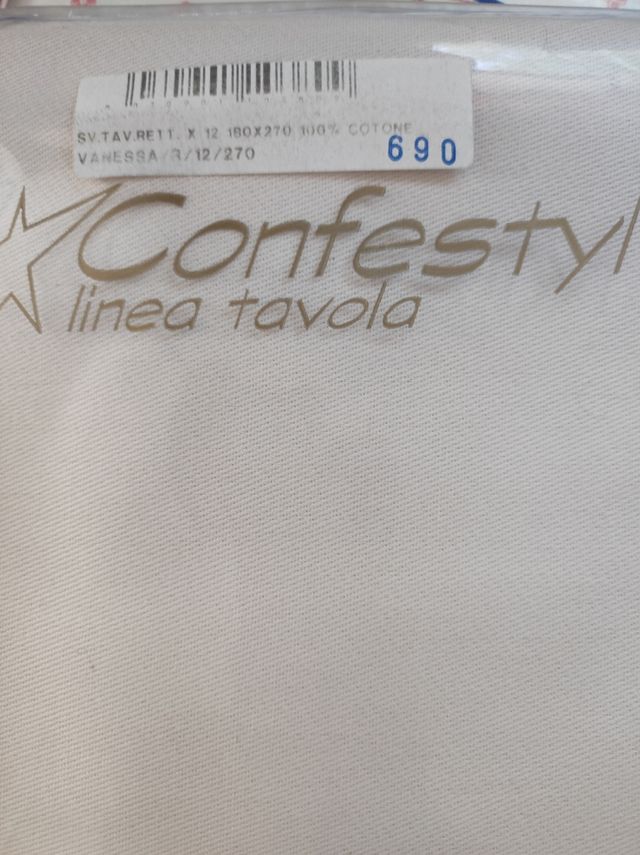 SV.TAV.RETT. X 12 180X270 100% COTONE
VANESSA/3/12/270
690
Confestyl
linea tavola